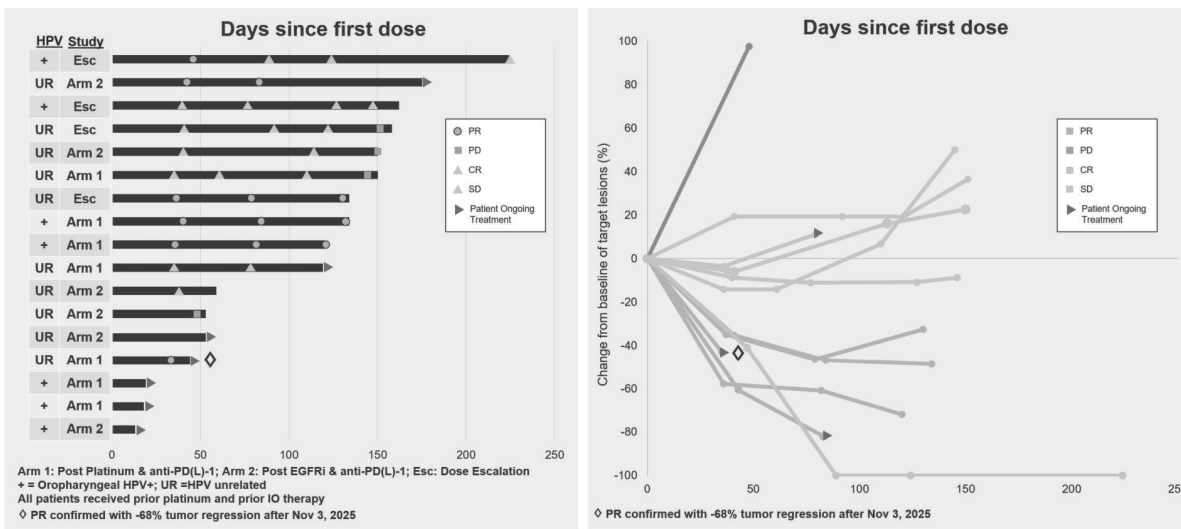 Days since first dose
HPV Study
+ Esc
UR Arm 2
+ Esc
UR Esc
UR Arm 2
UR Arm 1
UR Esc
+ Arm 1
+ Arm 1
UR Arm 1
UR Arm 2
UR Arm 2
UR Arm 2
UR Arm 1
+ Arm 1
+ Arm 1
+ Arm 2
PR
PD
CR
SD
Patient Ongoing
Treatment
0 50 100 150 200 250
Arm 1: Post Platinum & anti-PD(L)-1; Arm 2: Post EGFRi & anti-PD(L)-1; Esc: Dose Escalation
+ = Oropharyngeal HPV+; UR =HPV unrelated
All patients received prior platinum and prior IO therapy
◊ PR confirmed with -68% tumor regression after Nov 3, 2025
Days since first dose
Change from baseline of target lesions (%)
100
80
60
40
20
0
-20
-40
-60
-80
-100
PR
PD
CR
SD
Patient Ongoing
Treatment
0 50 100 150 200 25
◊ PR confirmed with -68% tumor regression after Nov 3, 2025